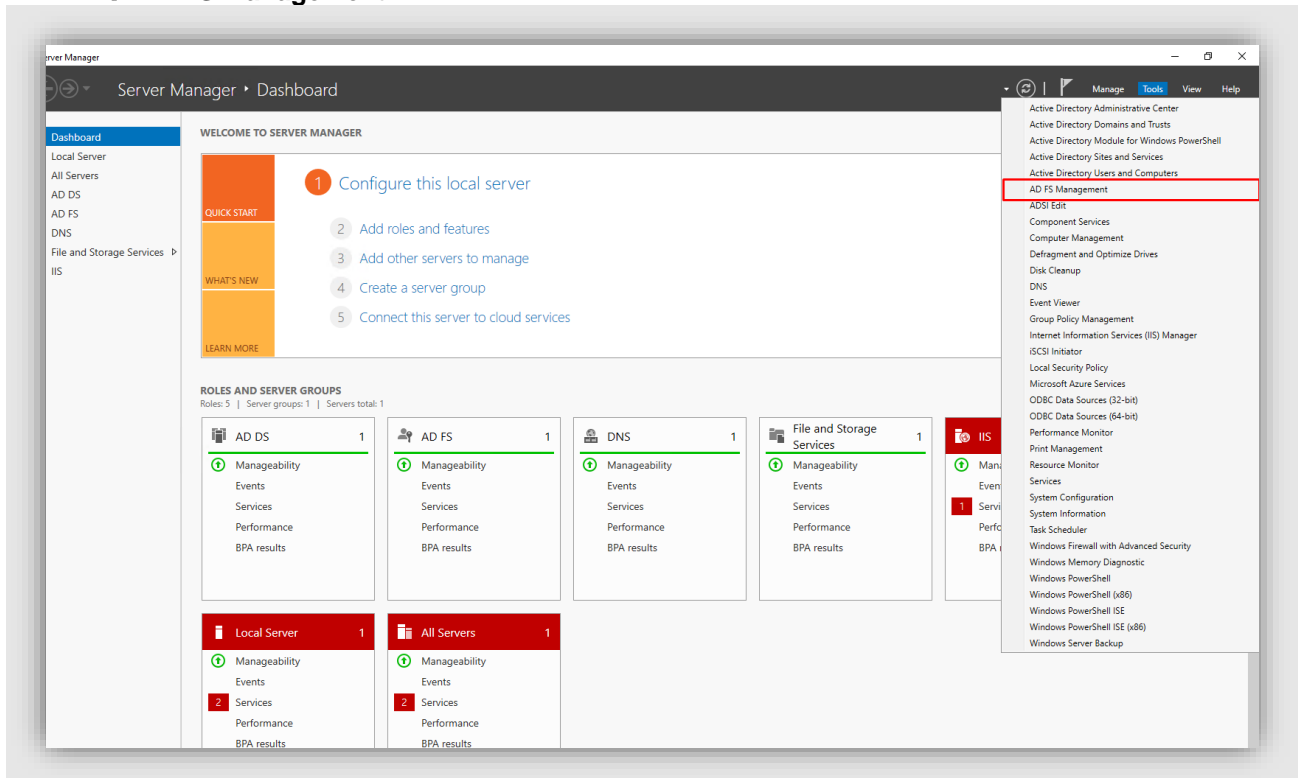 Server Manager
Server Manager • Dashboard
Manage Tools View Help
Dashboard
Local Server
All Servers
AD DS
AD FS
DNS
File and Storage Services
IIS
WELCOME TO SERVER MANAGER
QUICK START
WHAT'S NEW
LEARN MORE
1 Configure this local server
2 Add roles and features
3 Add other servers to manage
4 Create a server group
5 Connect this server to cloud services
ROLES AND SERVER GROUPS
Roles: 5 | Server groups: 1 | Servers total: 1
AD DS 1
Manageability
Events
Services
Performance
BPA results
AD FS 1
Manageability
Events
Services
Performance
BPA results
DNS 1
Manageability
Events
Services
Performance
BPA results
File and Storage
Services 1
Manageability
Events
Services
Performance
BPA results
IIS
Mana
Even
1 Servi
Perfo
BPA
Local Server 1
Manageability
Events
2 Services
Performance
BPA results
All Servers 1
Manageability
Events
2 Services
Performance
BPA results
Active Directory Administrative Center
Active Directory Domains and Trusts
Active Directory Module for Windows PowerShell
Active Directory Sites and Services
Active Directory Users and Computers
AD FS Management
ADSI Edit
Component Services
Computer Management
Defragment and Optimize Drives
Disk Cleanup
DNS
Event Viewer
Group Policy Management
Internet Information Services (IIS) Manager
iSCSI Initiator
Local Security Policy
Microsoft Azure Services
ODBC Data Sources (32-bit)
ODBC Data Sources (64-bit)
Performance Monitor
Print Management
Resource Monitor
Services
System Configuration
System Information
Task Scheduler
Windows Firewall with Advanced Security
Windows Memory Diagnostic
Windows PowerShell
Windows PowerShell (x86)
Windows PowerShell ISE
Windows PowerShell ISE (x86)
Windows Server Backup